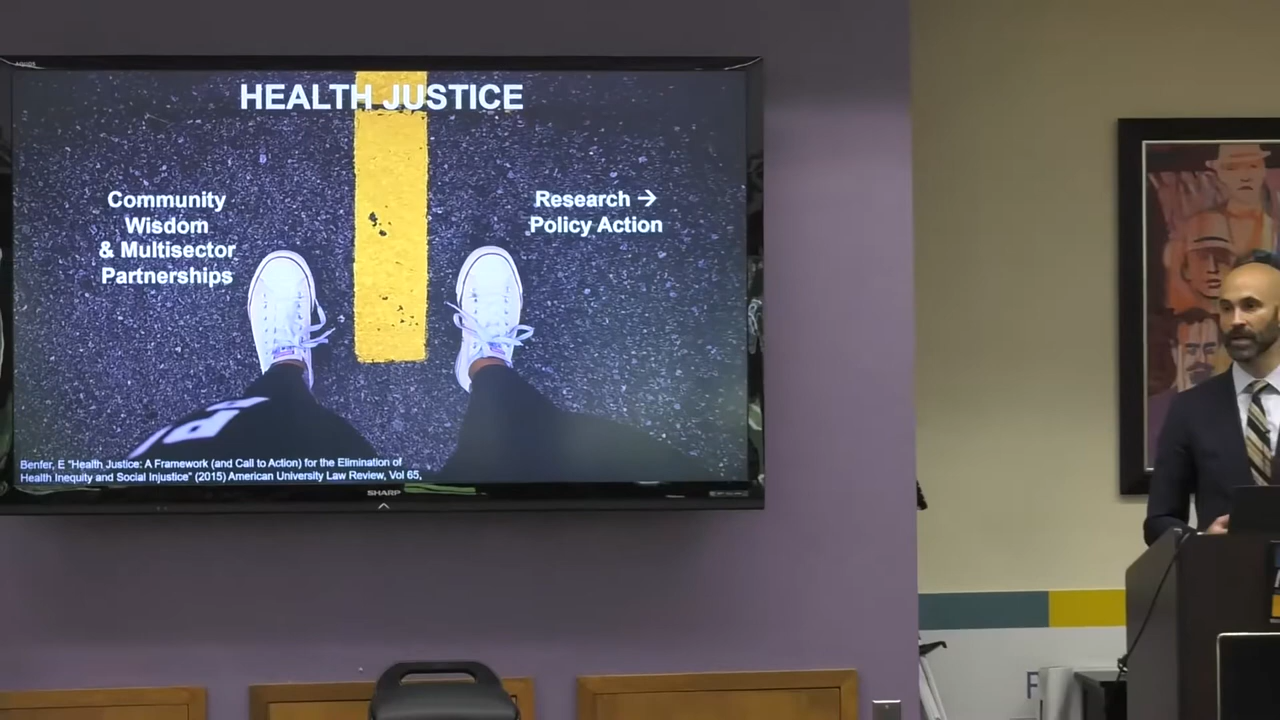 HEALTH JUSTICE
Community
Wisdom
& Multisector
Partnerships
Research →
Policy Action
Benfer, E “Health Justice: A Framework (and Call to Action) for the Elimination of
Health Inequity and Social Injustice” (2015) American University Law Review, Vol 65,
SHARP